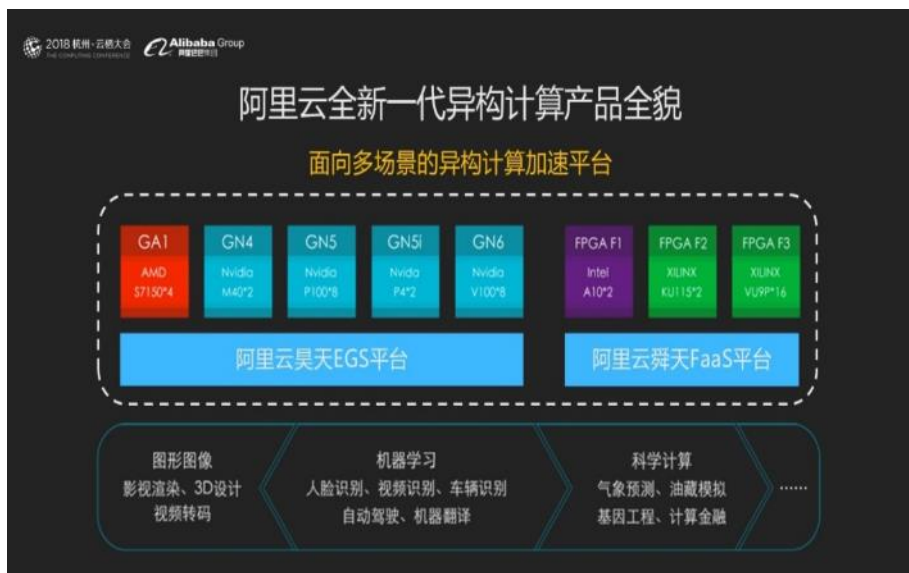 2018 杭州·云栖大会
THE COMPUTING CONFERENCE
Alibaba Group
阿里巴巴集团
阿里云全新一代异构计算产品全貌
面向多场景的异构计算加速平台
GA1
AMD
S7150*4
GN4
Nvidia
M40*2
GN5
Nvidia
P100*8
GN5i
Nvidia
P4*2
GN6
Nvidia
V100*8
FPGA F1
Intel
A10*2
FPGA F2
XILINX
KU115*2
FPGA F3
XILINX
VU9P*16
阿里云昊天EGS平台
阿里云舜天FaaS平台
图形图像
影视渲染、3D设计
视频转码
机器学习
人脸识别、视频识别、车辆识别
自动驾驶、机器翻译
科学计算
气象预测、油藏模拟
基因工程、计算金融
······